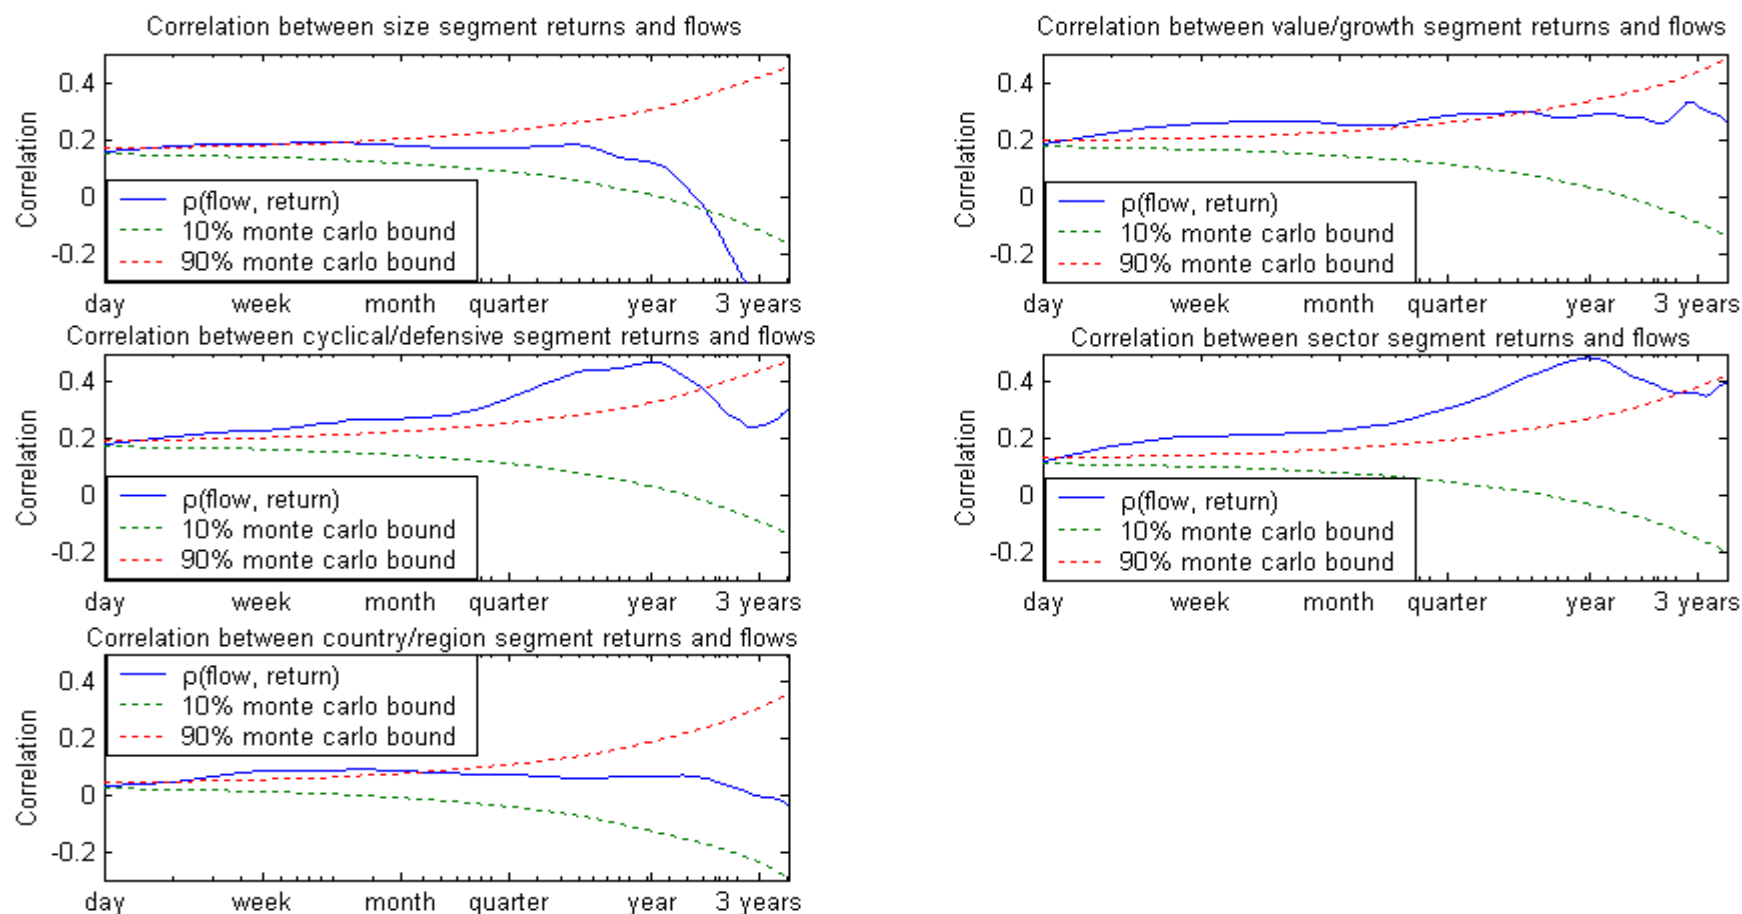 Correlation between size segment returns and flows
Correlation
0.4
0.2
0
-0.2
ρ(flow, return)
10% monte carlo bound
90% monte carlo bound
day week month quarter year 3 years
Correlation between value/growth segment returns and flows
Correlation
0.4
0.2
0
-0.2
ρ(flow, return)
10% monte carlo bound
90% monte carlo bound
day week month quarter year 3 years
Correlation between cyclical/defensive segment returns and flows
Correlation
0.4
0.2
0
-0.2
ρ(flow, return)
10% monte carlo bound
90% monte carlo bound
day week month quarter year 3 years
Correlation between sector segment returns and flows
Correlation
0.4
0.2
0
-0.2
ρ(flow, return)
10% monte carlo bound
90% monte carlo bound
day week month quarter year 3 years
Correlation between country/region segment returns and flows
Correlation
0.4
0.2
0
-0.2
ρ(flow, return)
10% monte carlo bound
90% monte carlo bound
day week month quarter year 3 years